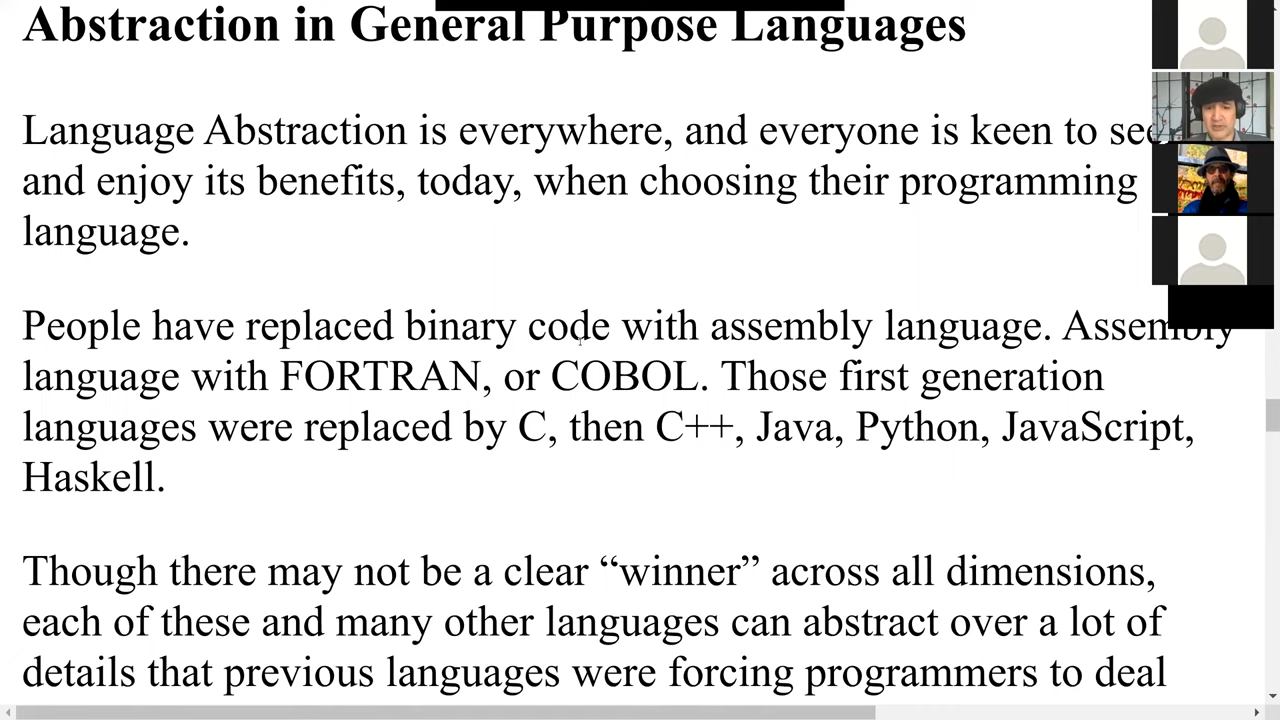 Abstraction in General Purpose Languages
Language Abstraction is everywhere, and everyone is keen to see
and enjoy its benefits, today, when choosing their programming
language.
People have replaced binary code with assembly language. Assembly
language with FORTRAN, or COBOL. Those first generation
languages were replaced by C, then C++, Java, Python, JavaScript,
Haskell.
Though there may not be a clear “winner” across all dimensions,
each of these and many other languages can abstract over a lot of
details that previous languages were forcing programmers to deal